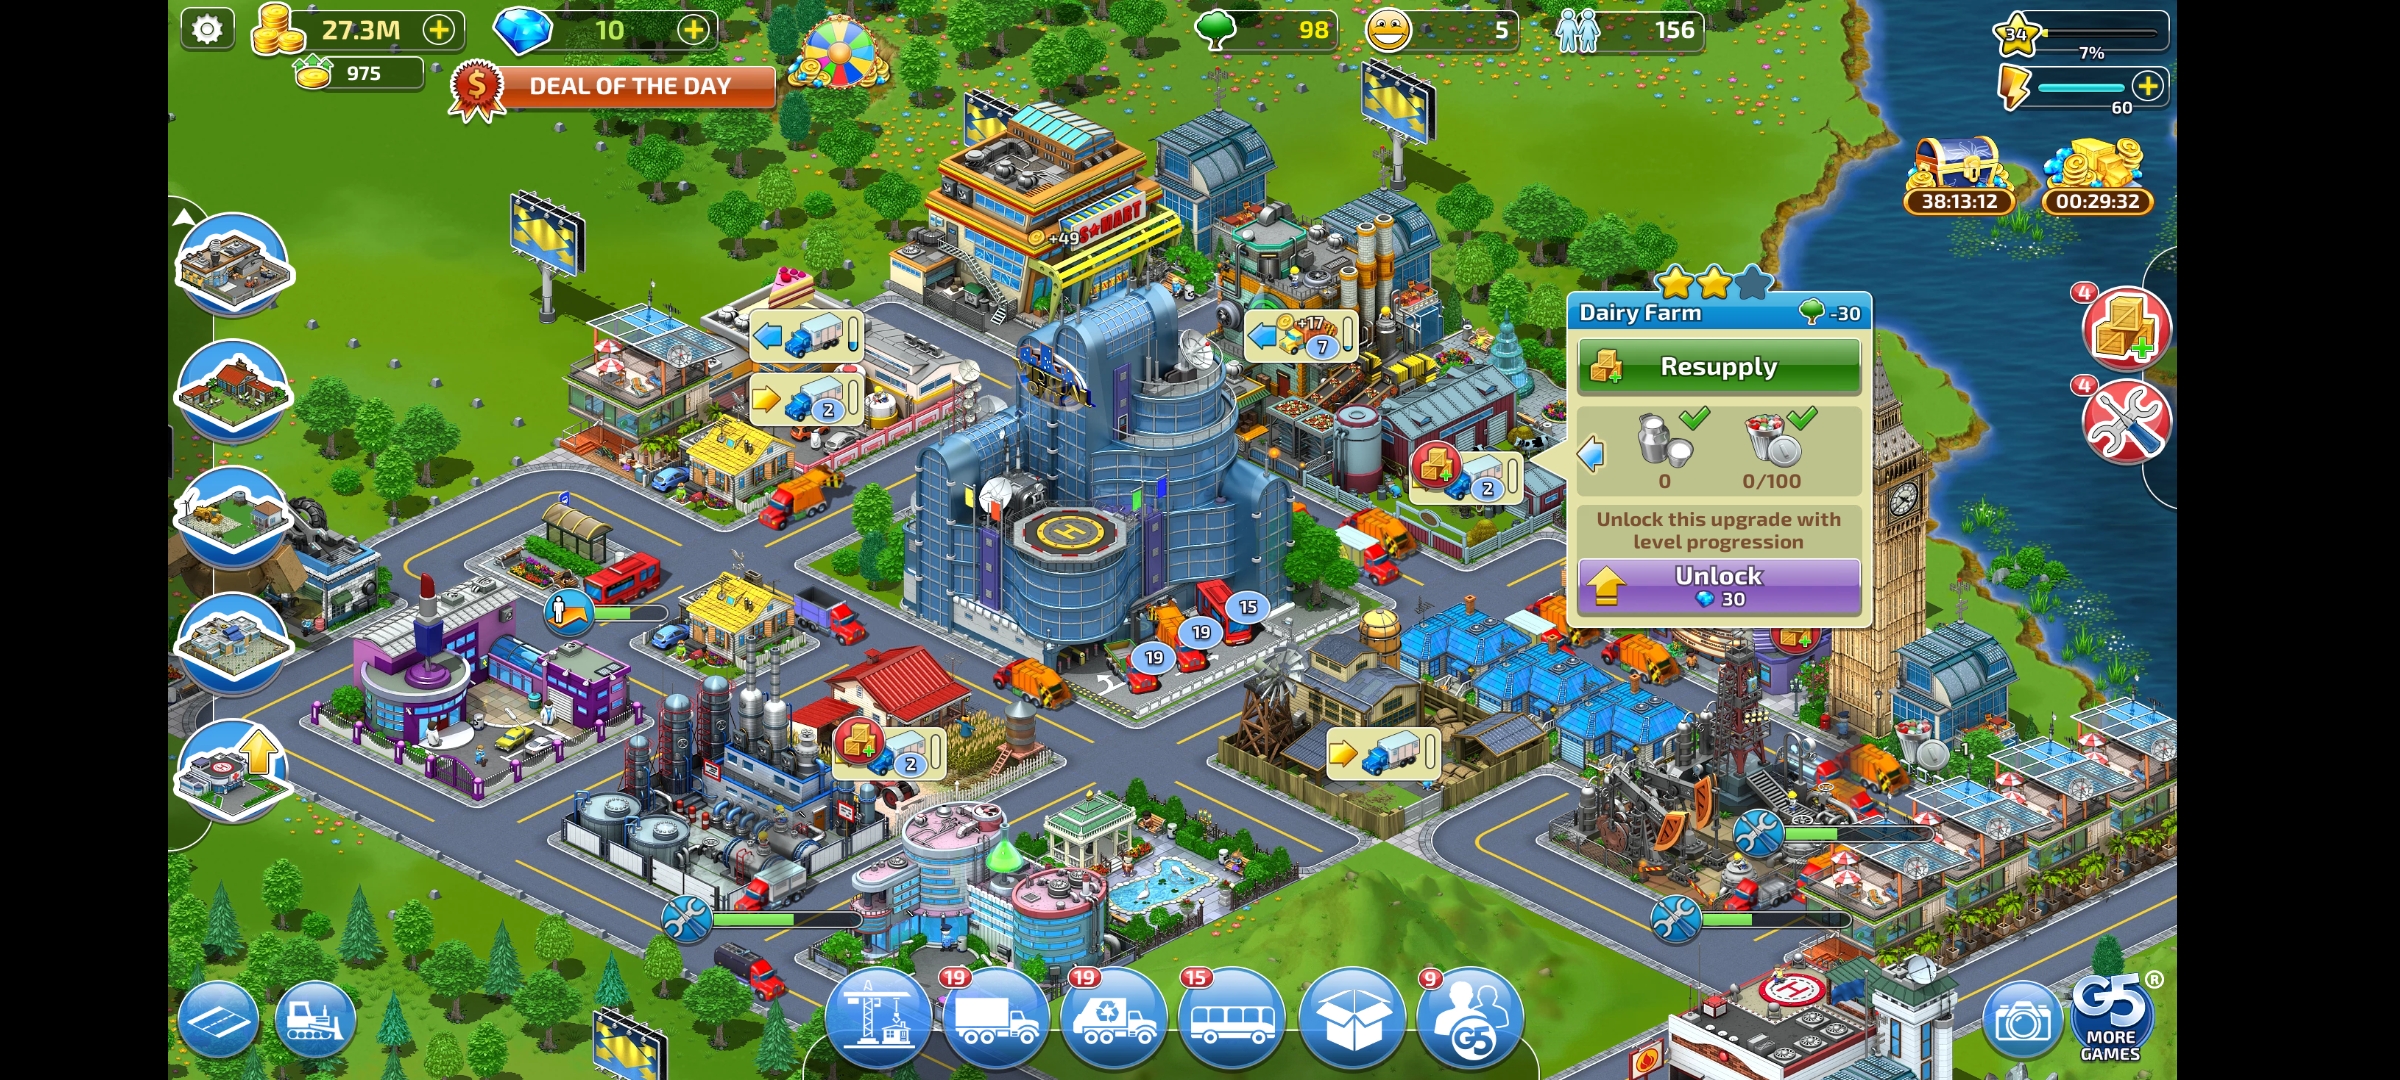 27.3M
10
98
5
156
34
7%
975
DEAL OF THE DAY
60
38:13:12
00:29:32
S★MART
+49
+17
7
2
Dairy Farm
-30
Resupply
0
0/100
Unlock this upgrade with
level progression
Unlock
30
4
4
2
H
15
19
19
2
-1
H
A
19
19
15
9
G5
G5®
MORE
GAMES